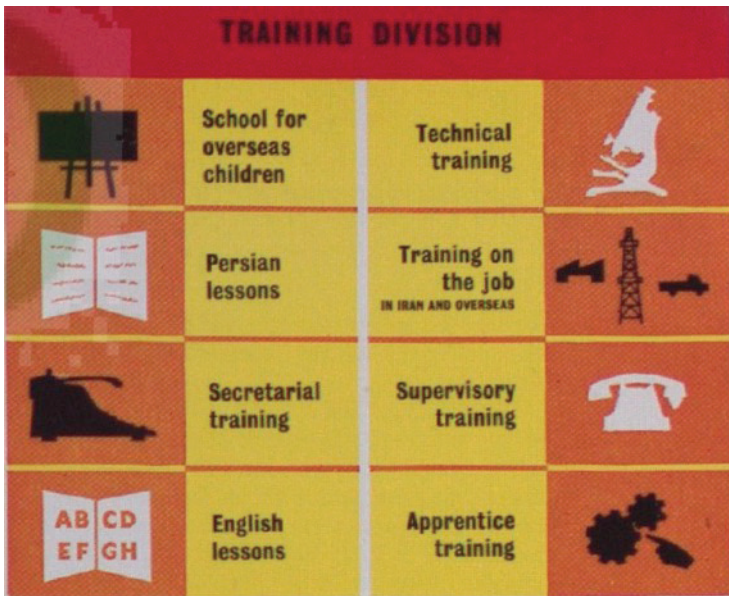 TRAINING DIVISION
School for
overseas
children
Technical
training
Persian
lessons
Training on
the job
IN IRAN AND OVERSEAS
Secretarial
training
Supervisory
training
AB CD
EF GH
English
lessons
Apprentice
training